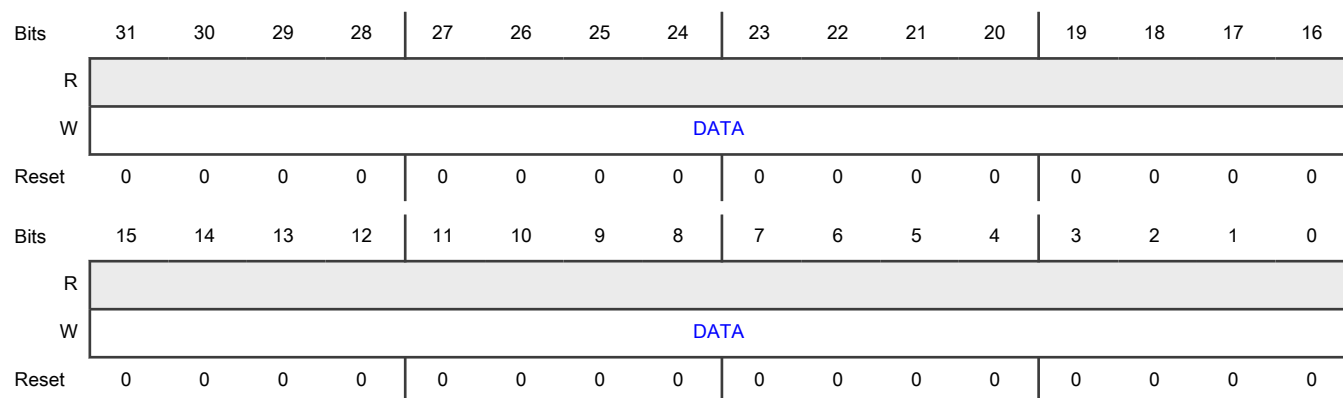 Bits 31 30 29 28 27 26 25 24 23 22 21 20 19 18 17 16
R
W DATA
Reset 0 0 0 0 0 0 0 0 0 0 0 0 0 0 0 0
Bits 15 14 13 12 11 10 9 8 7 6 5 4 3 2 1 0
R
W DATA
Reset 0 0 0 0 0 0 0 0 0 0 0 0 0 0 0 0